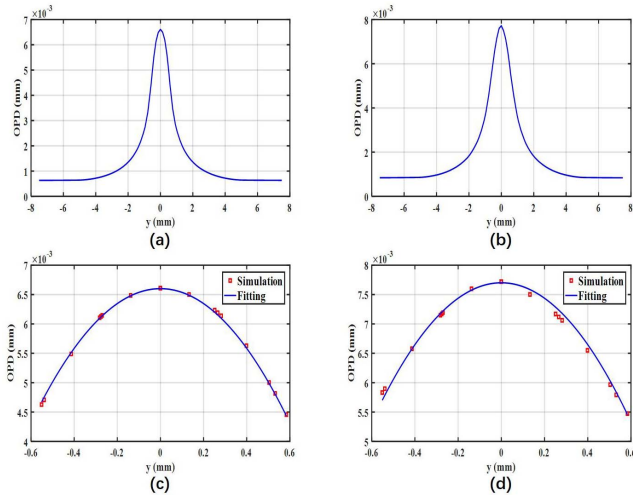 ×10⁻³
7
6
5
4
3
2
1
0
OPD (mm)
-8 -6 -4 -2 0 2 4 6 8
y (mm)
(a)
×10⁻³
8
6
4
2
0
OPD (mm)
-8 -6 -4 -2 0 2 4 6 8
y (mm)
(b)
×10⁻³
7
6.5
6
5.5
5
4.5
4
OPD (mm)
Simulation
Fitting
-0.6 -0.4 -0.2 0 0.2 0.4 0.6
y (mm)
(c)
×10⁻³
8
7.5
7
6.5
6
5.5
5
OPD (mm)
Simulation
Fitting
-0.6 -0.4 -0.2 0 0.2 0.4 0.6
y (mm)
(d)